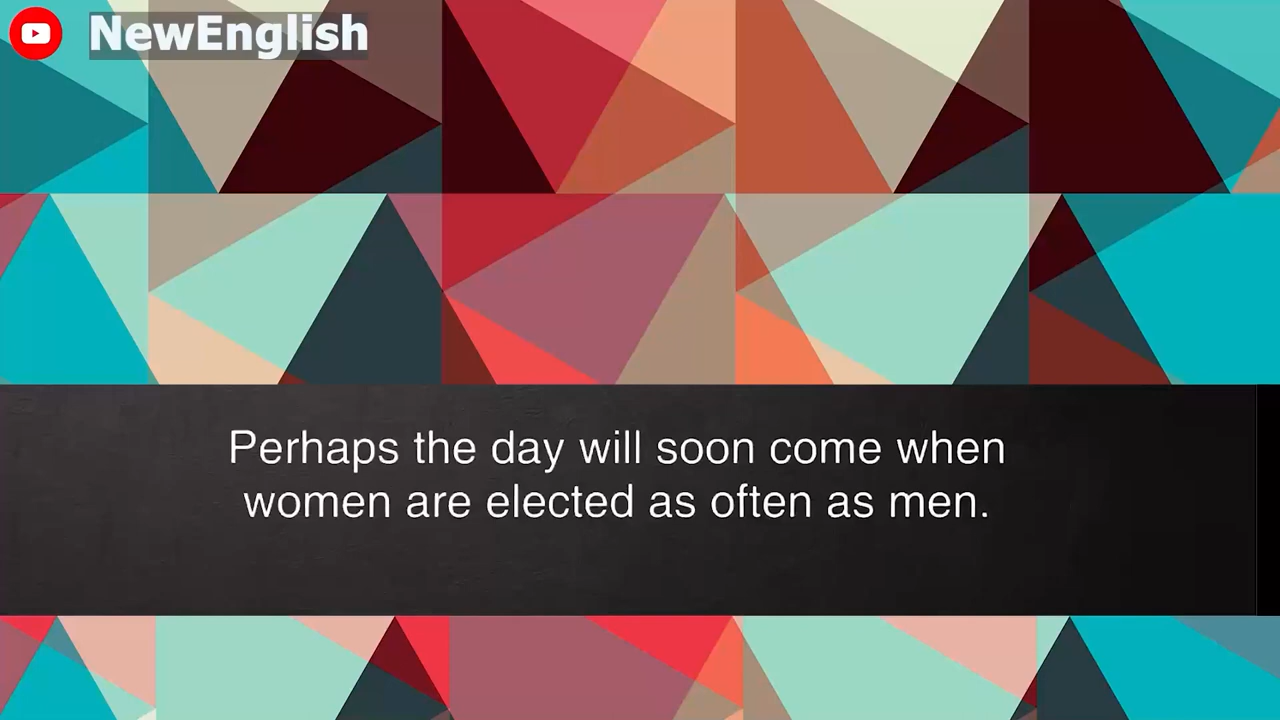 NewEnglish
Perhaps the day will soon come when
women are elected as often as men.